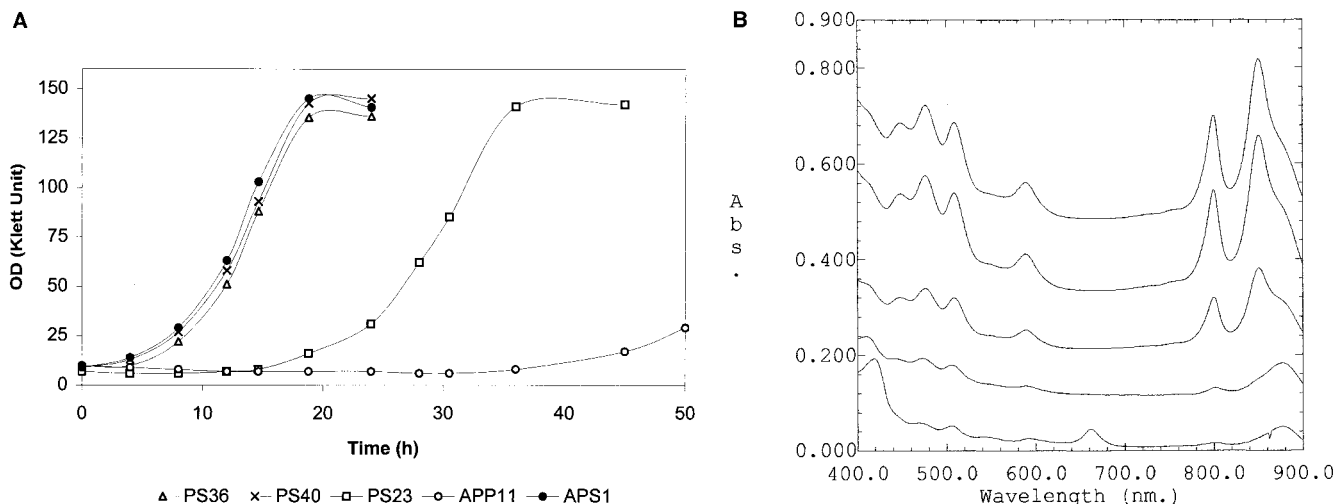 A
OD (Klett Unit)
150
125
100
75
50
25
0
0 10 20 30 40 50
Time (h)
PS36 PS40 PS23 APP11 APS1
B
0.900
0.800
0.600
0.400
0.200
0.000
A
b
s
.
400.0 500.0 600.0 700.0 800.0 900.0
Wavelength (nm.)